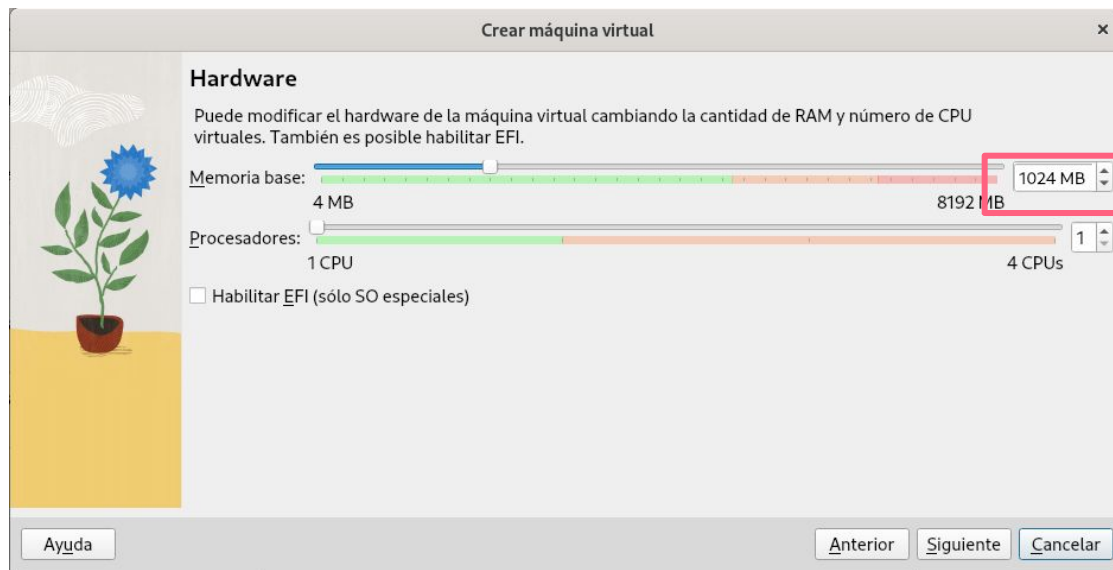 Crear máquina virtual
×
Hardware
Puede modificar el hardware de la máquina virtual cambiando la cantidad de RAM y número de CPU
virtuales. También es posible habilitar EFI.
Memoria base:
1024 MB
4 MB
8192 MB
Procesadores:
1
1 CPU
4 CPUs
Habilitar EFI (sólo SO especiales)
Ayuda
Anterior
Siguiente
Cancelar